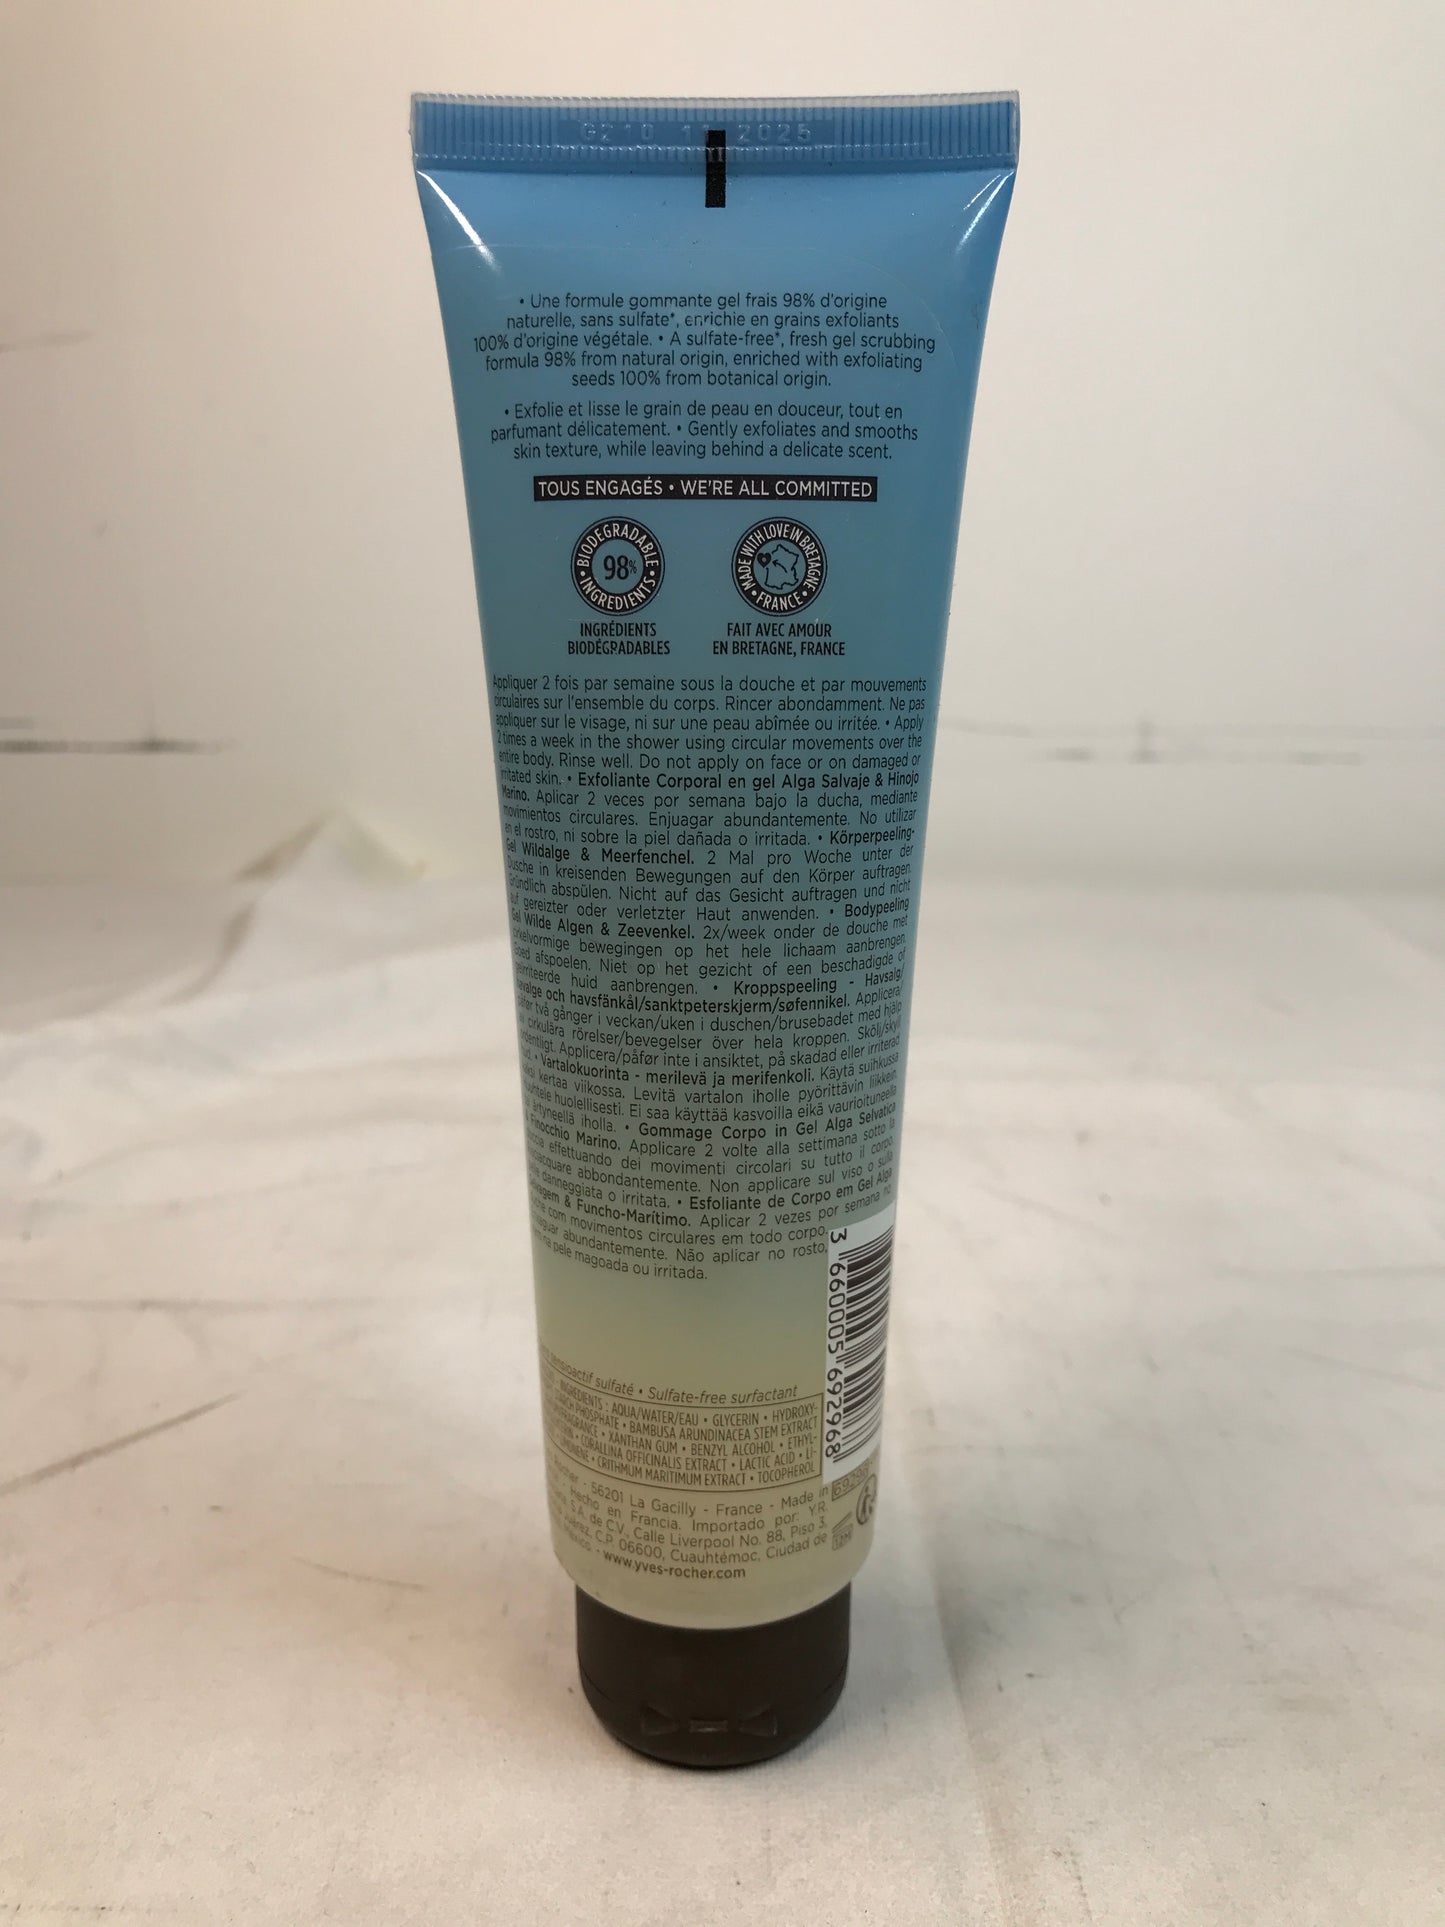 G210 11 2025
• Une formule gommante gel frais 98% d'origine
naturelle, sans sulfate*, enrichie en grains exfoliants
100% d'origine végétale. • A sulfate-free*, fresh gel scrubbing
formula 98% from natural origin, enriched with exfoliating
seeds 100% from botanical origin.
• Exfolie et lisse le grain de peau en douceur, tout en
parfumant délicatement. • Gently exfoliates and smooths
skin texture, while leaving behind a delicate scent.
TOUS ENGAGÉS • WE'RE ALL COMMITTED
BIODEGRADABLE • INGREDIENTS •
98%
MADE WITH LOVE IN BRETAGNE • FRANCE •
INGRÉDIENTS
BIODÉGRADABLES
FAIT AVEC AMOUR
EN BRETAGNE, FRANCE
Appliquer 2 fois par semaine sous la douche et par mouvements
circulaires sur l'ensemble du corps. Rincer abondamment. Ne pas
appliquer sur le visage, ni sur une peau abîmée ou irritée. • Apply
2 times a week in the shower using circular movements over the
entire body. Rinse well. Do not apply on face or on damaged or
irritated skin. • Exfoliante Corporal en gel Alga Salvaje & Hinojo
Marino. Aplicar 2 veces por semana bajo la ducha, mediante
movimientos circulares. Enjuagar abundantemente. No utilizar
en el rostro, ni sobre la piel dañada o irritada. • Körperpeeling-
Gel Wildalge & Meerfenchel. 2 Mal pro Woche unter der
Dusche in kreisenden Bewegungen auf den Körper auftragen.
Gründlich abspülen. Nicht auf das Gesicht auftragen und nicht
auf gereizter oder verletzter Haut anwenden. • Bodypeeling
Gel Wilde Algen & Zeevenkel. 2x/week onder de douche met
cirkelvormige bewegingen op het hele lichaam aanbrengen.
Goed afspoelen. Niet op het gezicht of een beschadigde of
geïrriteerde huid aanbrengen. • Kroppspeeling - Havsalg/
havalge och havsfänkål/sanktpeterskjerm/søfennikel. Applicera/
påfør två gånger i veckan/uken i duschen/brusebadet med hjälp
av cirkulära rörelser/bevegelser över hela kroppen. Skölj/skyll
ordentligt. Applicera/påfør inte i ansiktet, på skadad eller irriterad
hud. • Vartalokuorinta - merilevä ja merifenkoli. Käytä suihkussa
kaksi kertaa viikossa. Levitä vartalon iholle pyörittävin liikkein.
huolellisesti. Ei saa käyttää kasvoilla eikä vaurioituneella
ärtyneellä iholla. • Gommage Corpo in Gel Alga Selvatica
& Finocchio Marino. Applicare 2 volte alla settimana sotto la
doccia effettuando dei movimenti circolari su tutto il corpo.
abbondantemente. Non applicare sul viso o sulla
pelle danneggiata o irritata. • Esfoliante de Corpo em Gel Alga
Selvagem & Funcho-Marítimo. Aplicar 2 vezes por semana no
duche com movimentos circulares em todo corpo.
abundantemente. Não aplicar no rosto,
pele magoada ou irritada.
3 660005 692968
tensioactif sulfaté • Sulfate-free surfactant
INGREDIENTS : AQUA/WATER/EAU • GLYCERIN • HYDROXY-
STARCH PHOSPHATE • BAMBUSA ARUNDINACEA STEM EXTRACT
FRAGRANCE • XANTHAN GUM • BENZYL ALCOHOL • ETHYL-
CORALLINA OFFICINALIS EXTRACT • LACTIC ACID • LI-
LIMONENE • CRITHMUM MARITIMUM EXTRACT • TOCOPHEROL
Rocher - 56201 La Gacilly - France - Made in
Hecho en Francia. Importado por: Y.R.
S.A. de C.V., Calle Liverpool No. 88, Piso 3,
Juárez, C.P. 06600, Cuauhtémoc, Ciudad de
México. - www.yves-rocher.com
12M